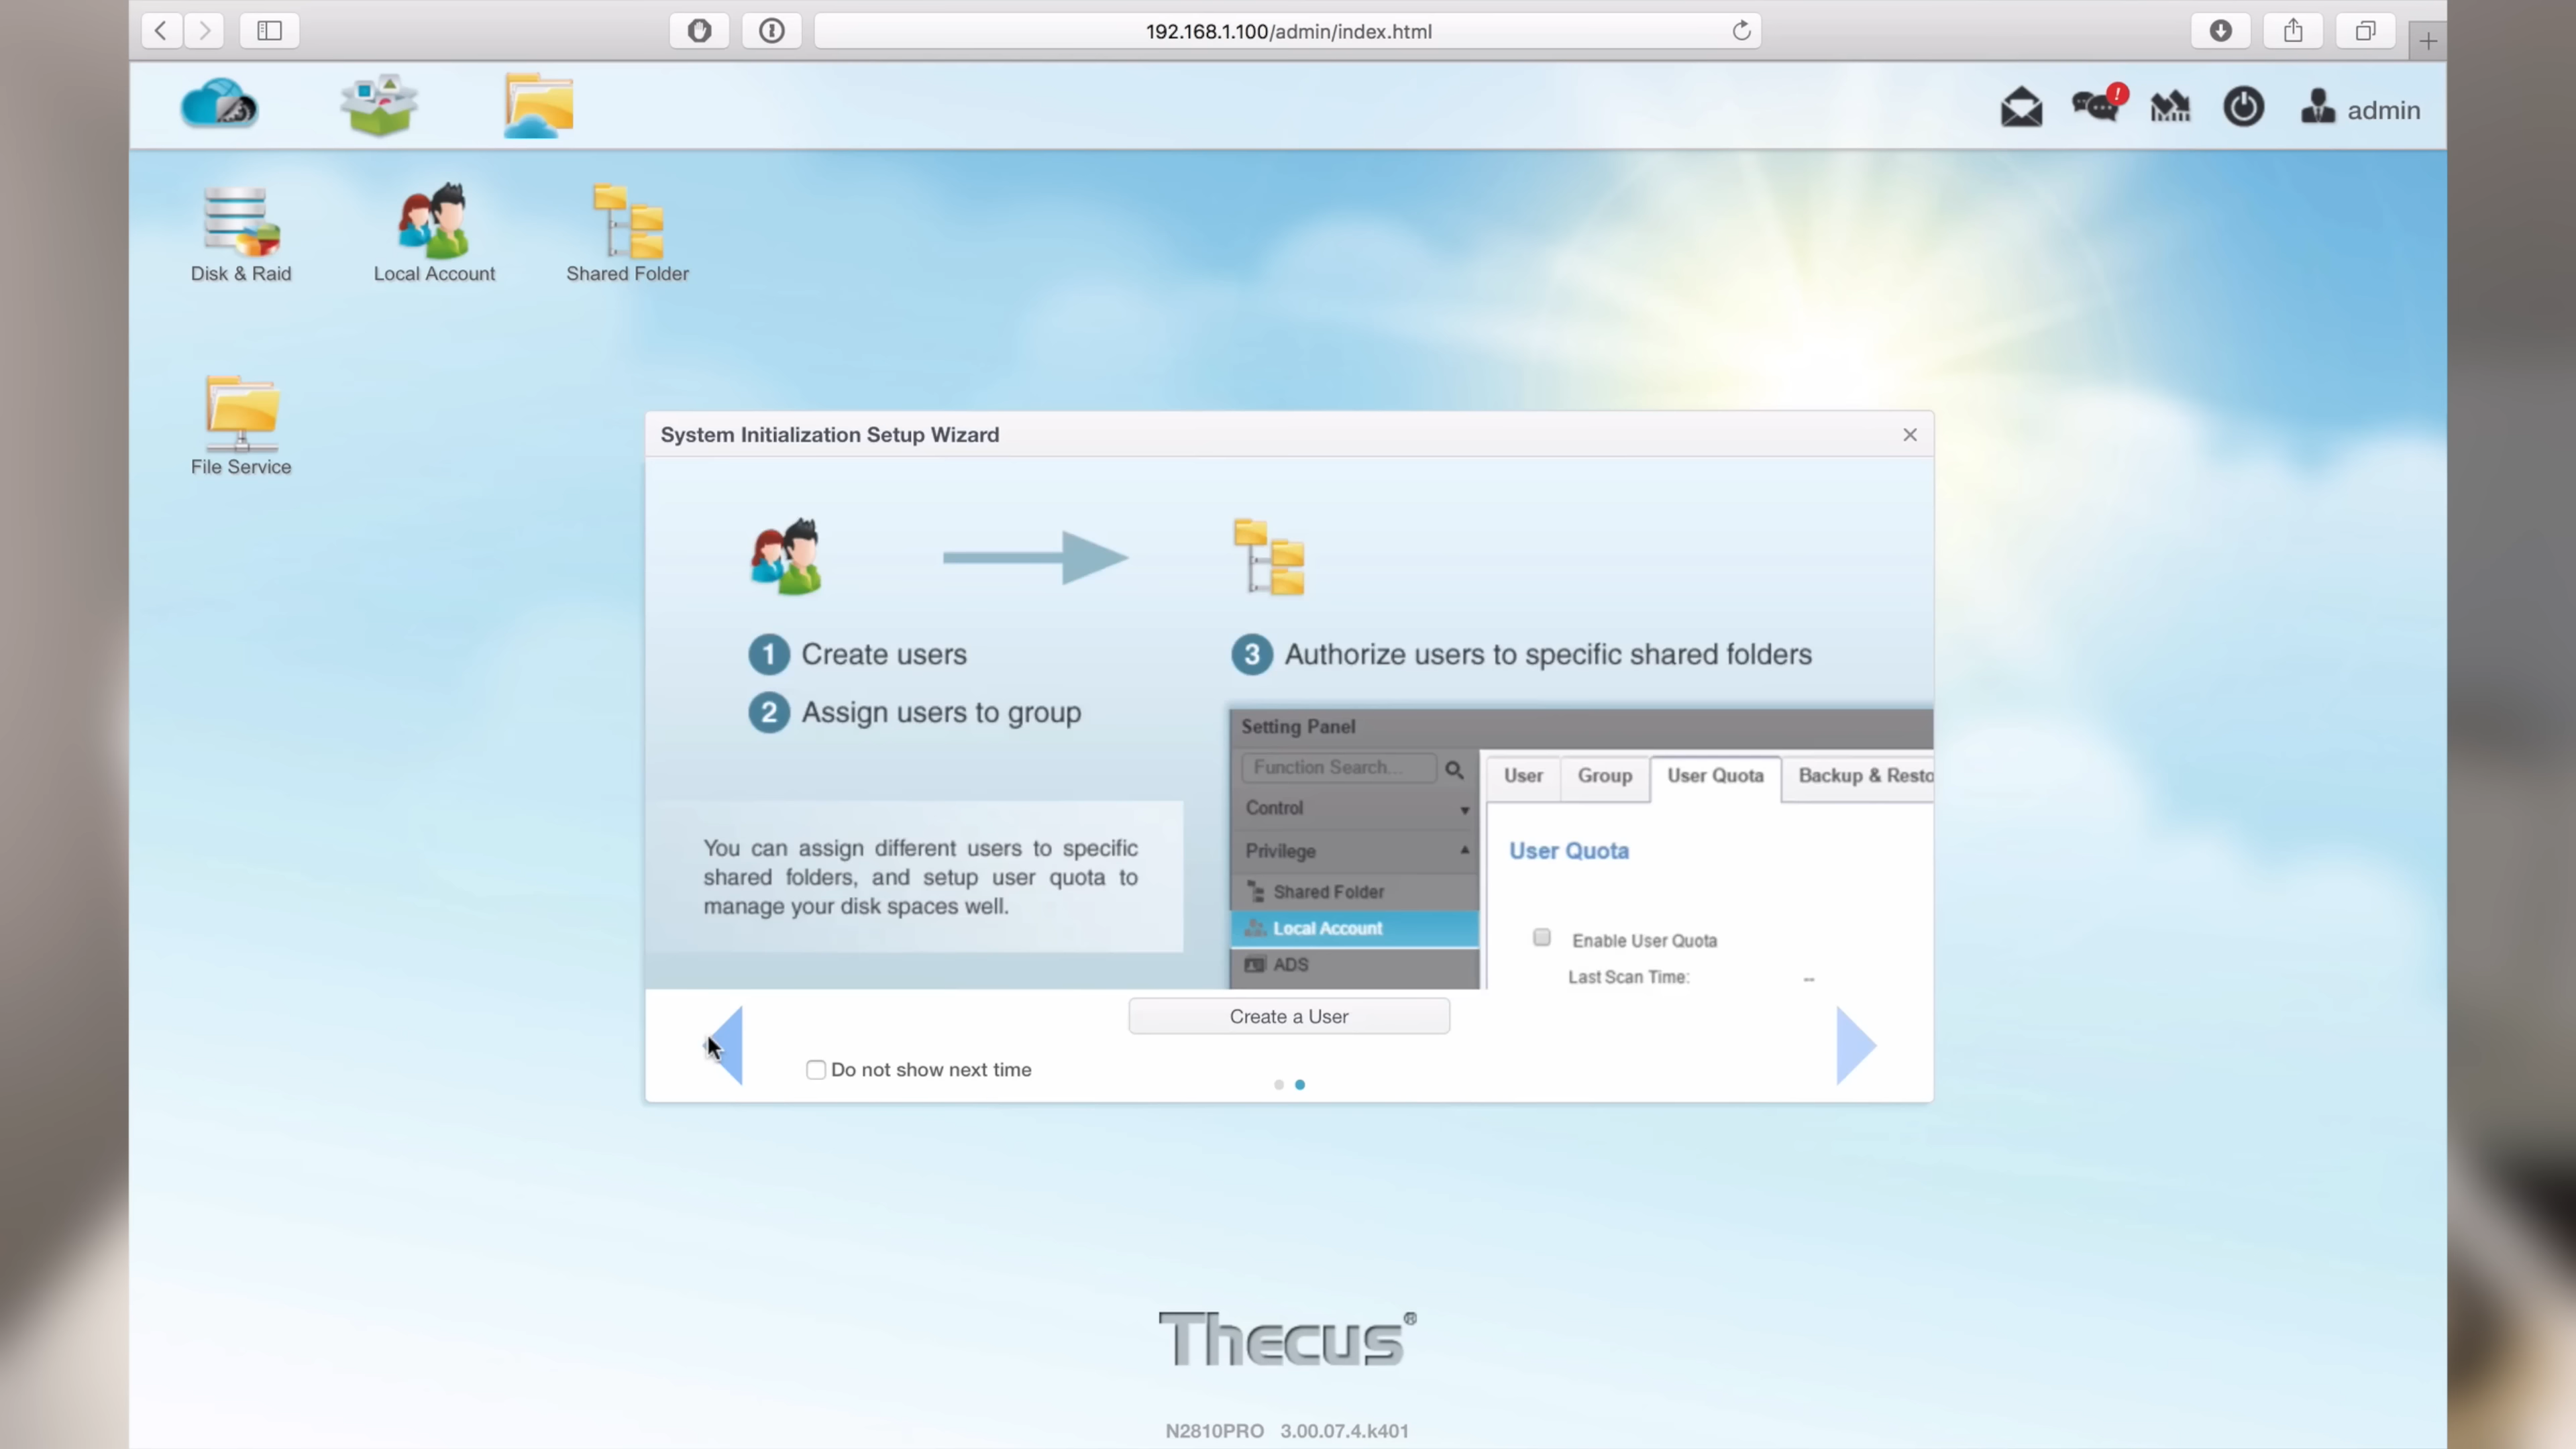 192.168.1.100/admin/index.html
admin
Disk & Raid
Local Account
Shared Folder
File Service
System Initialization Setup Wizard
1 Create users
2 Assign users to group
3 Authorize users to specific shared folders
You can assign different users to specific
shared folders, and setup user quota to
manage your disk spaces well.
Setting Panel
Function Search...
User Group User Quota Backup & Resto
Control
Privilege
User Quota
Shared Folder
Local Account
Enable User Quota
ADS
Last Scan Time: --
Create a User
Do not show next time
Thecus®
N2810PRO 3.00.07.4.k401